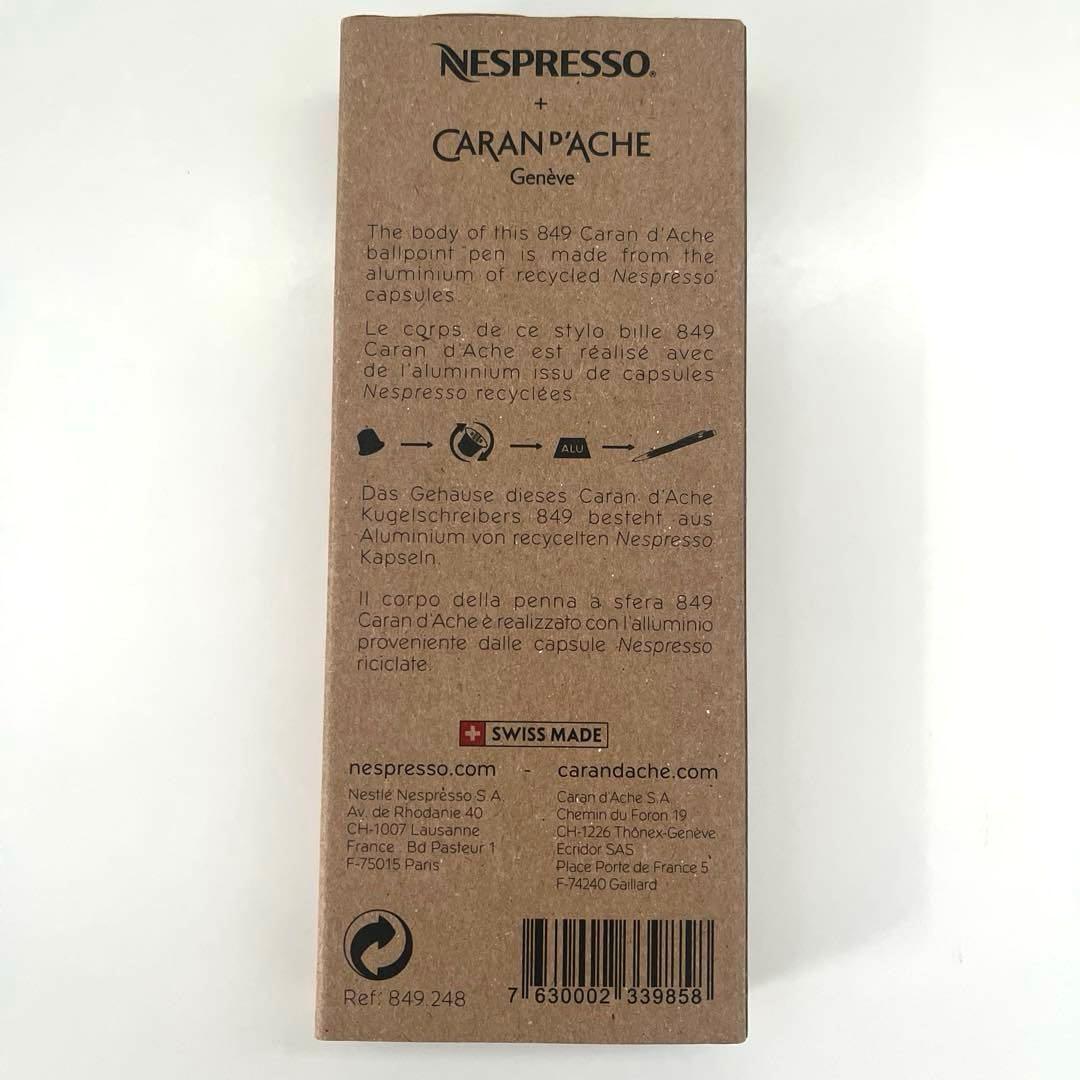 NESPRESSO®
+
CARAN D'ACHE
Genève
The body of this 849 Caran d'Ache
ballpoint pen is made from the
aluminium of recycled Nespresso
capsules.
Le corps de ce stylo bille 849
Caran d'Ache est réalisé avec
de l'aluminium issu de capsules
Nespresso recyclées.
ALU
Das Gehäuse dieses Caran d'Ache
Kugelschreibers 849 besteht aus
Aluminium von recycelten Nespresso
Kapseln.
Il corpo della penna a sfera 849
Caran d'Ache è realizzato con l'alluminio
proveniente dalle capsule Nespresso
riciclate.
SWISS MADE
nespresso.com - carandache.com
Nestlé Nespresso S.A.
Av. de Rhodanie 40
CH-1007 Lausanne
France : Bd Pasteur 1
F-75015 Paris
Caran d'Ache S.A.
Chemin du Foron 19
CH-1226 Thônex-Genève
Ecridor SAS
Place Porte de France 5
F-74240 Gaillard
Ref: 849.248
7 630002 339858